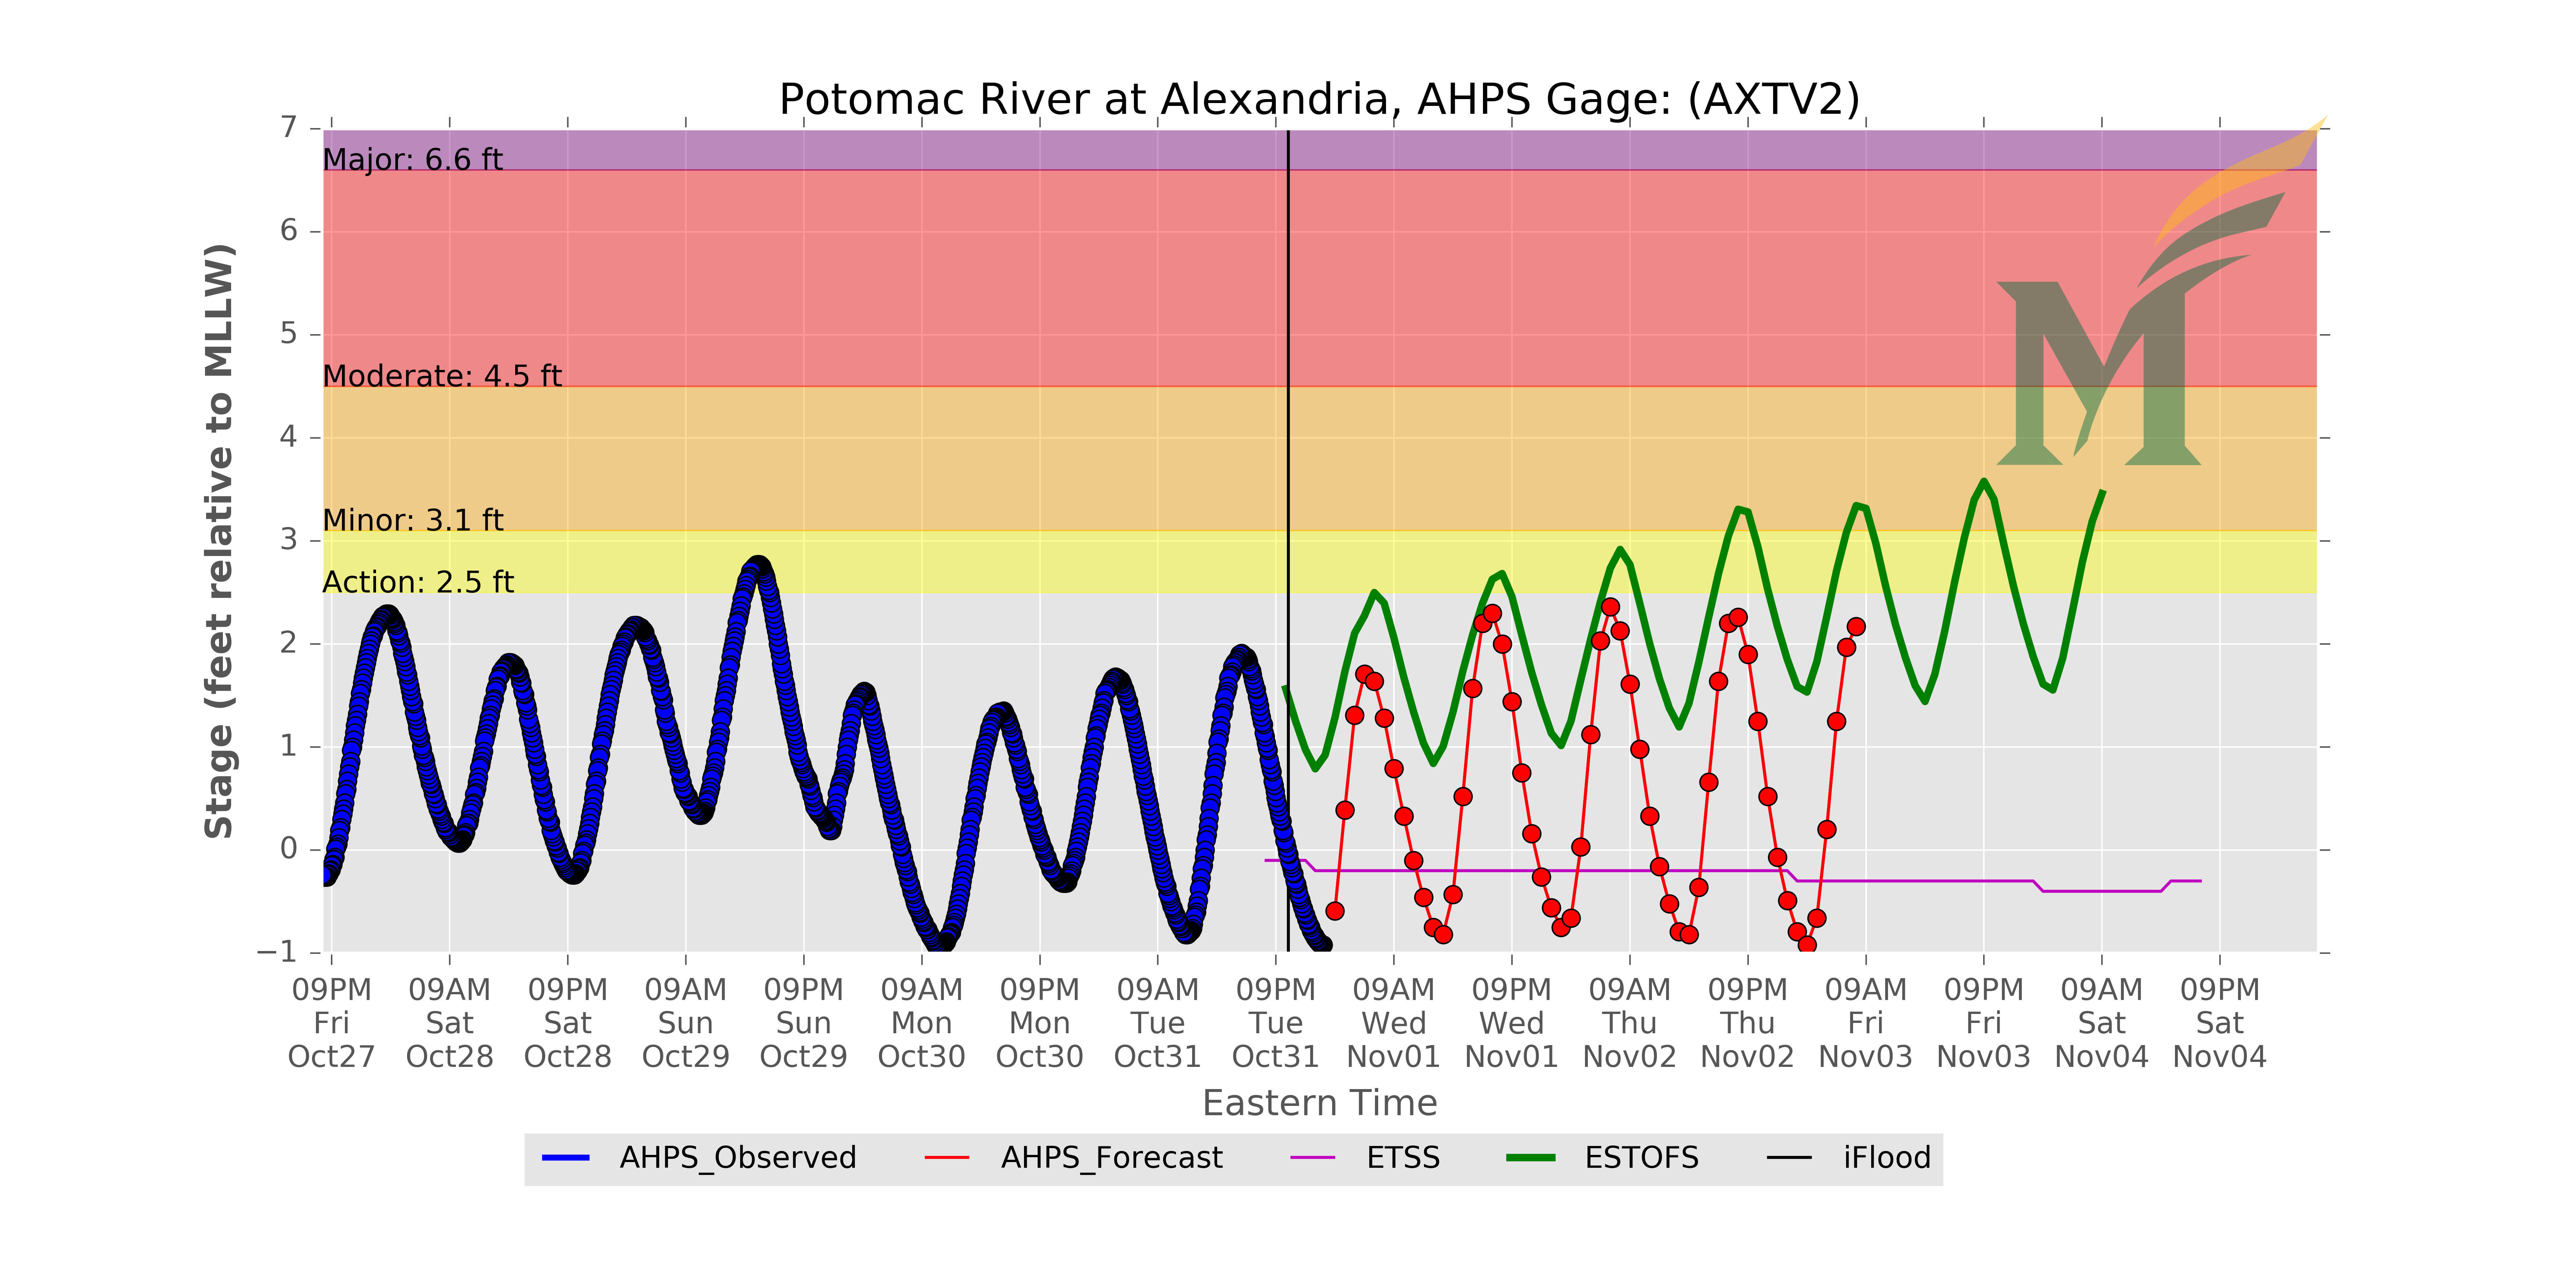 Potomac River at Alexandria, AHPS Gage: (AXTV2)
Stage (feet relative to MLLW)
7
6
5
4
3
2
1
0
−1
Major: 6.6 ft
Moderate: 4.5 ft
Minor: 3.1 ft
Action: 2.5 ft
09PM 09AM 09PM 09AM 09PM 09AM 09PM 09AM 09PM 09AM 09PM 09AM 09PM 09AM 09PM 09AM 09PM
Fri Sat Sat Sun Sun Mon Mon Tue Tue Wed Wed Thu Thu Fri Fri Sat Sat
Oct27 Oct28 Oct28 Oct29 Oct29 Oct30 Oct30 Oct31 Oct31 Nov01 Nov01 Nov02 Nov02 Nov03 Nov03 Nov04 Nov04
Eastern Time
AHPS_Observed AHPS_Forecast ETSS ESTOFS iFlood
M